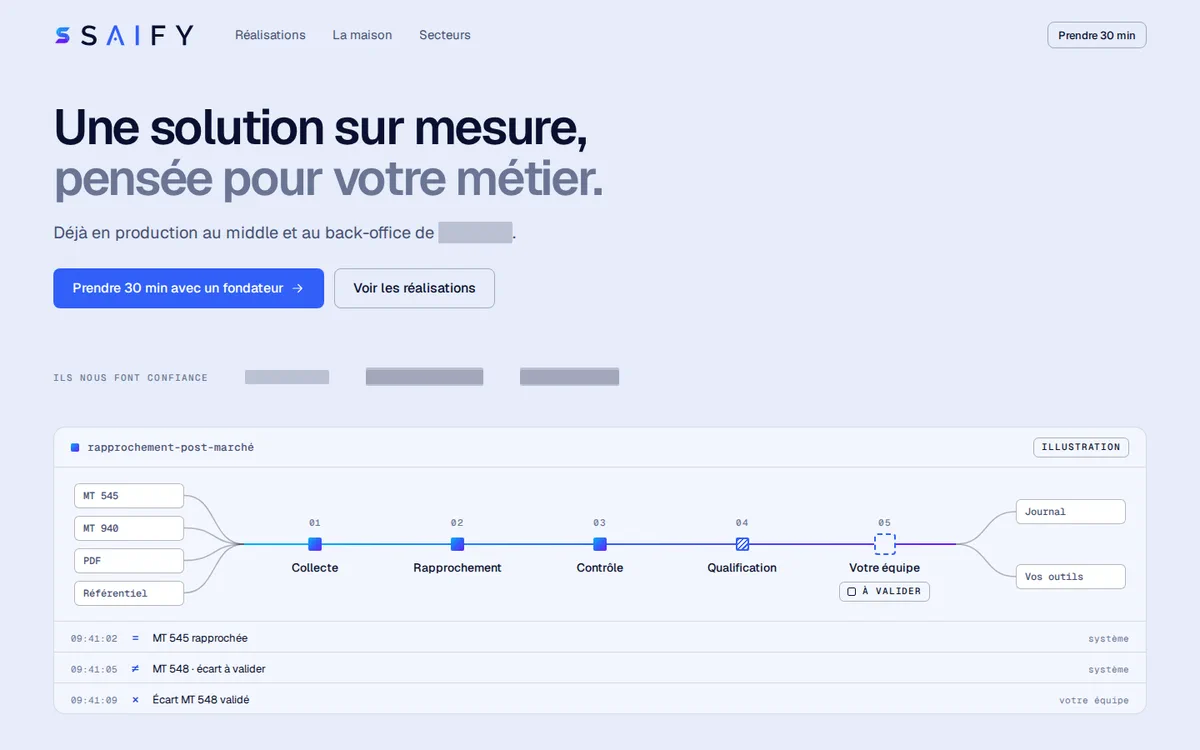 SAIFY
Réalisations La maison Secteurs
Prendre 30 min
Une solution sur mesure,
pensée pour votre métier.
Déjà en production au middle et au back-office de .
Prendre 30 min avec un fondateur →
Voir les réalisations
ILS NOUS FONT CONFIANCE
rapprochement-post-marché
ILLUSTRATION
MT 545
MT 940
PDF
Référentiel
01
Collecte
02
Rapprochement
03
Contrôle
04
Qualification
05
Votre équipe
À VALIDER
Journal
Vos outils
09:41:02 = MT 545 rapprochée système
09:41:05 ≠ MT 548 · écart à valider système
09:41:09 × Écart MT 548 validé votre équipe